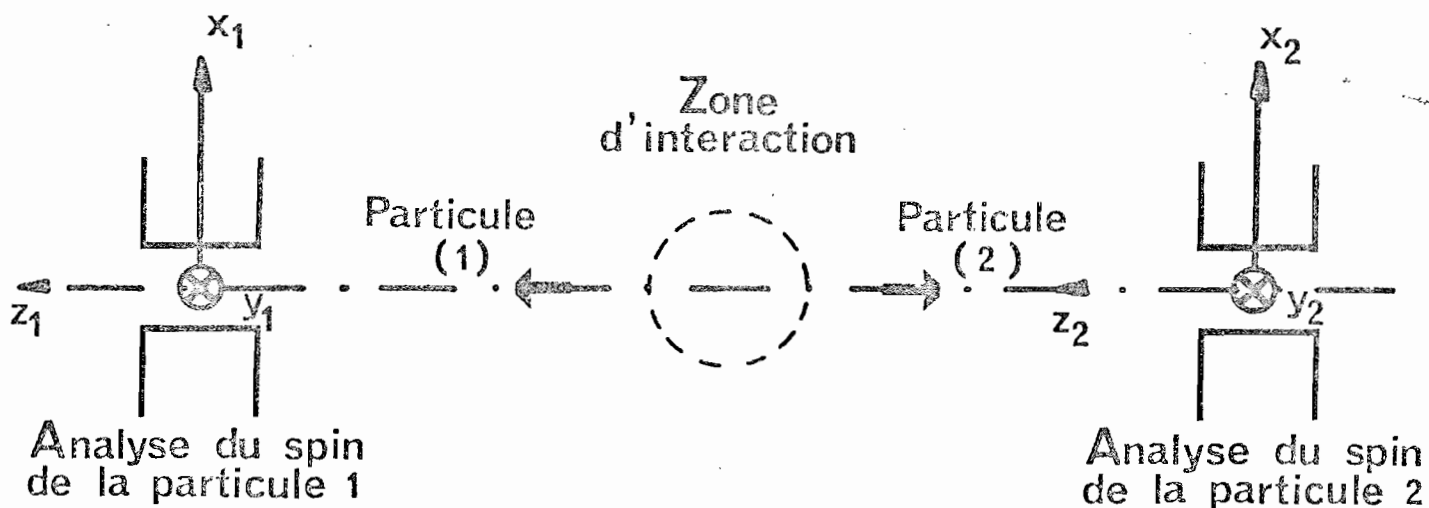 x1
x2
Zone
d'interaction
Particule
(1)
Particule
(2)
z1
y1
z2
y2
Analyse du spin
de la particule 1
Analyse du spin
de la particule 2